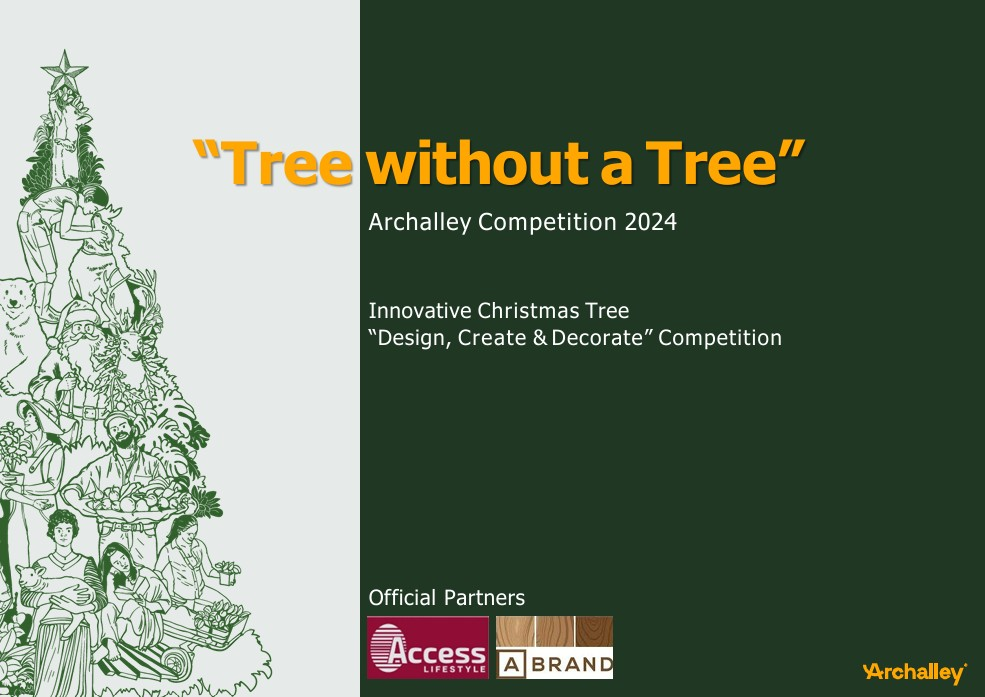 “Tree without a Tree”
Archalley Competition 2024
Innovative Christmas Tree
“Design, Create & Decorate” Competition
Official Partners
Access
LIFESTYLE
A BRAND
Archalley